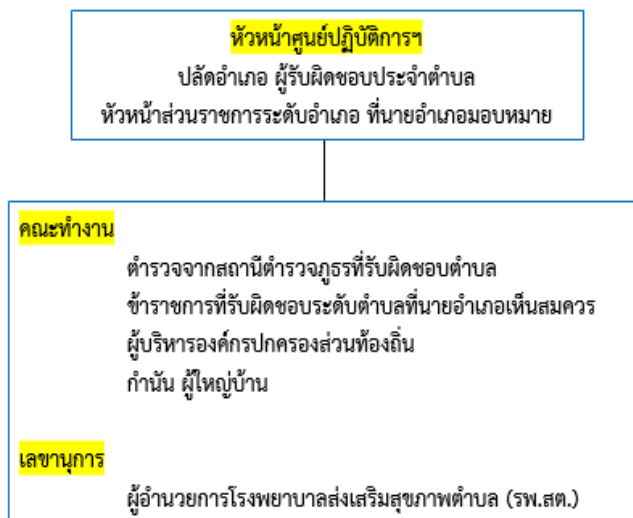 หัวหน้าศูนย์ปฏิบัติการฯ
ปลัดอำเภอ ผู้รับผิดชอบประจำตำบล
หัวหน้าส่วนราชการระดับอำเภอ ที่นายอำเภอมอบหมาย
คณะทำงาน
ตำรวจจากสถานีตำรวจภูธรที่รับผิดชอบตำบล
ข้าราชการที่รับผิดชอบระดับตำบลที่นายอำเภอเห็นสมควร
ผู้บริหารองค์กรปกครองส่วนท้องถิ่น
กำนัน ผู้ใหญ่บ้าน
เลขานุการ
ผู้อำนวยการโรงพยาบาลส่งเสริมสุขภาพตำบล (รพ.สต.)